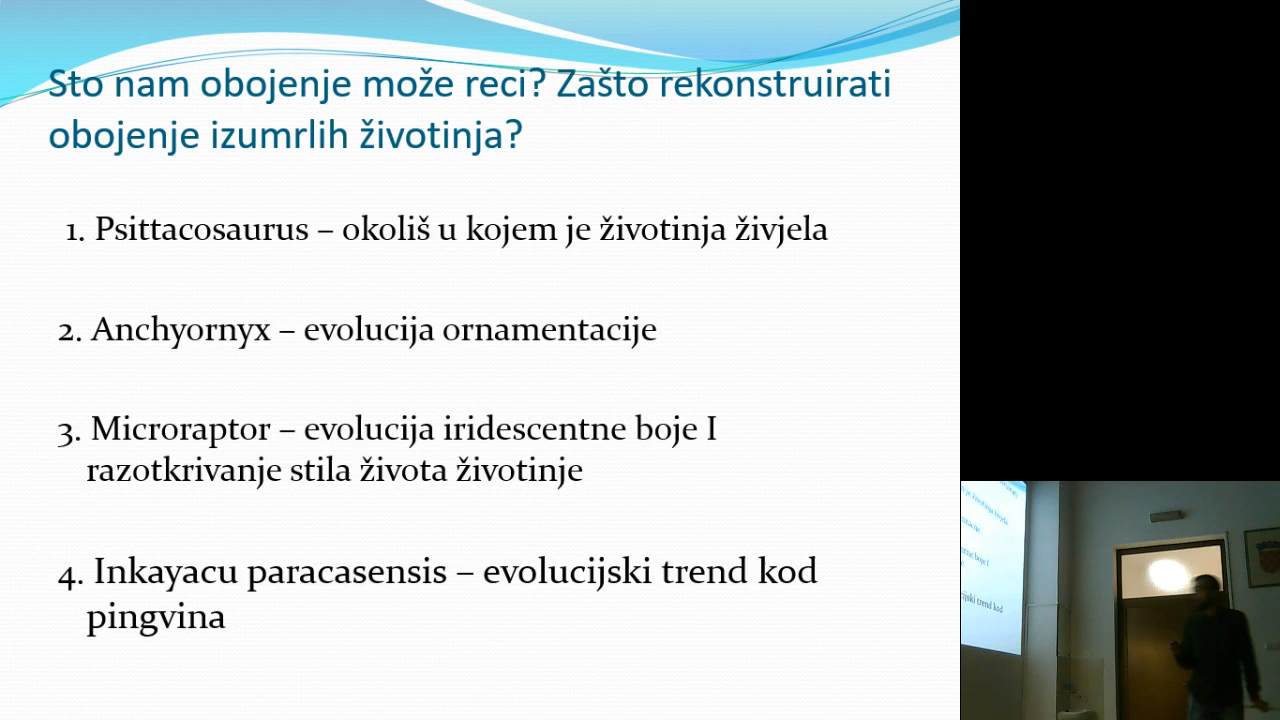 Sto nam obojenje može reci? Zašto rekonstruirati
obojenje izumrlih životinja?
1. Psittacosaurus – okoliš u kojem je životinja živjela
2. Anchyornyx – evolucija ornamentacije
3. Microraptor – evolucija iridescentne boje I
razotkrivanje stila života životinje
4. Inkayacu paracasensis – evolucijski trend kod
pingvina